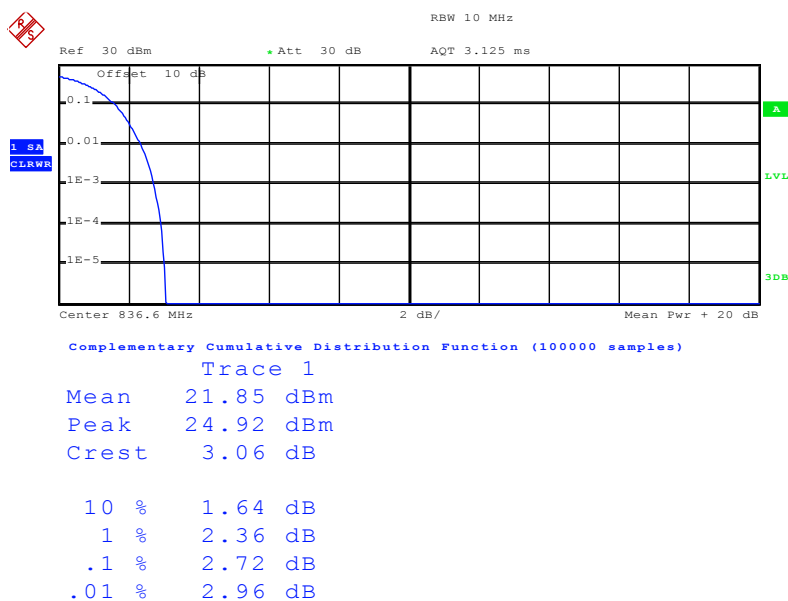 R S
RBW 10 MHz
Ref 30 dBm * Att 30 dB AQT 3.125 ms
Offset 10 dB
0.1
A
0.01
1 SA
CLRWR
1E-3
LVL
1E-4
1E-5
3DB
Center 836.6 MHz 2 dB/ Mean Pwr + 20 dB
Complementary Cumulative Distribution Function (100000 samples)
Trace 1
Mean 21.85 dBm
Peak 24.92 dBm
Crest 3.06 dB
10 % 1.64 dB
1 % 2.36 dB
.1 % 2.72 dB
.01 % 2.96 dB